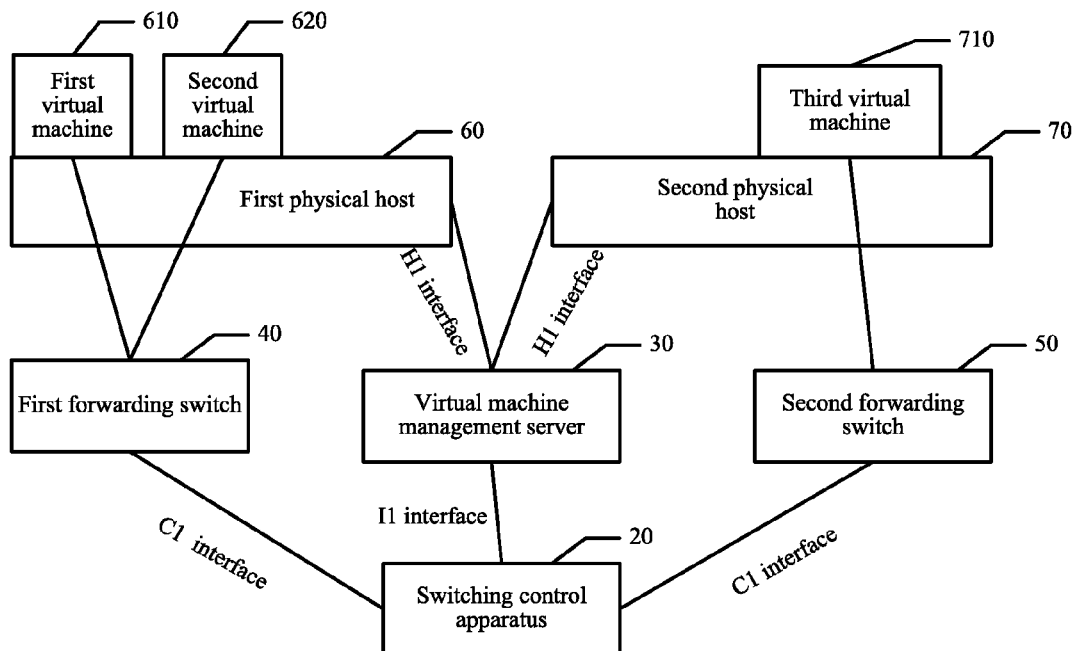 610
620
710
First
virtual
machine
Second
virtual
machine
Third virtual
machine
60
70
First physical host
Second physical
host
H1 interface
H1 interface
40
30
50
First forwarding switch
Virtual machine
management server
Second forwarding
switch
C1 interface
I1 interface
C1 interface
20
Switching control
apparatus